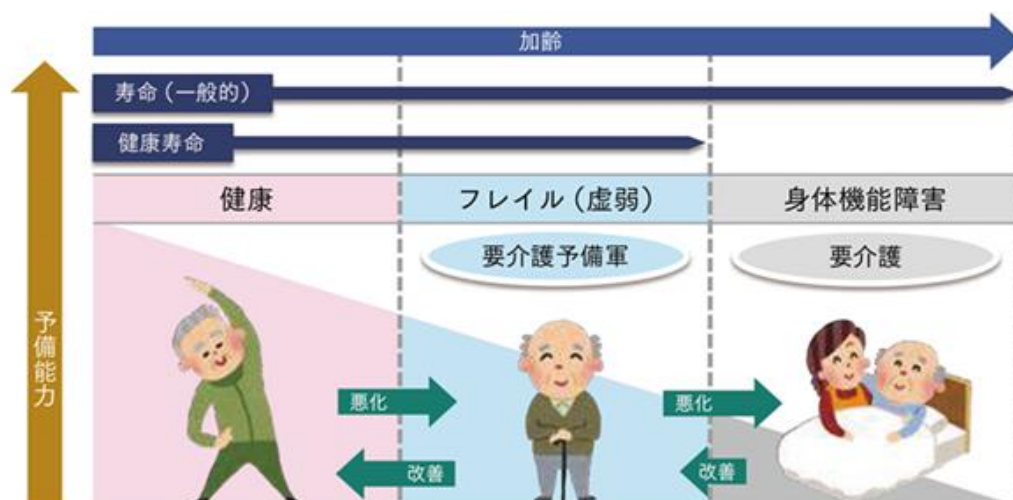 加齢
寿命（一般的）
健康寿命
健康
フレイル（虚弱）
身体機能障害
要介護予備軍
要介護
予備能力
悪化
悪化
改善
改善